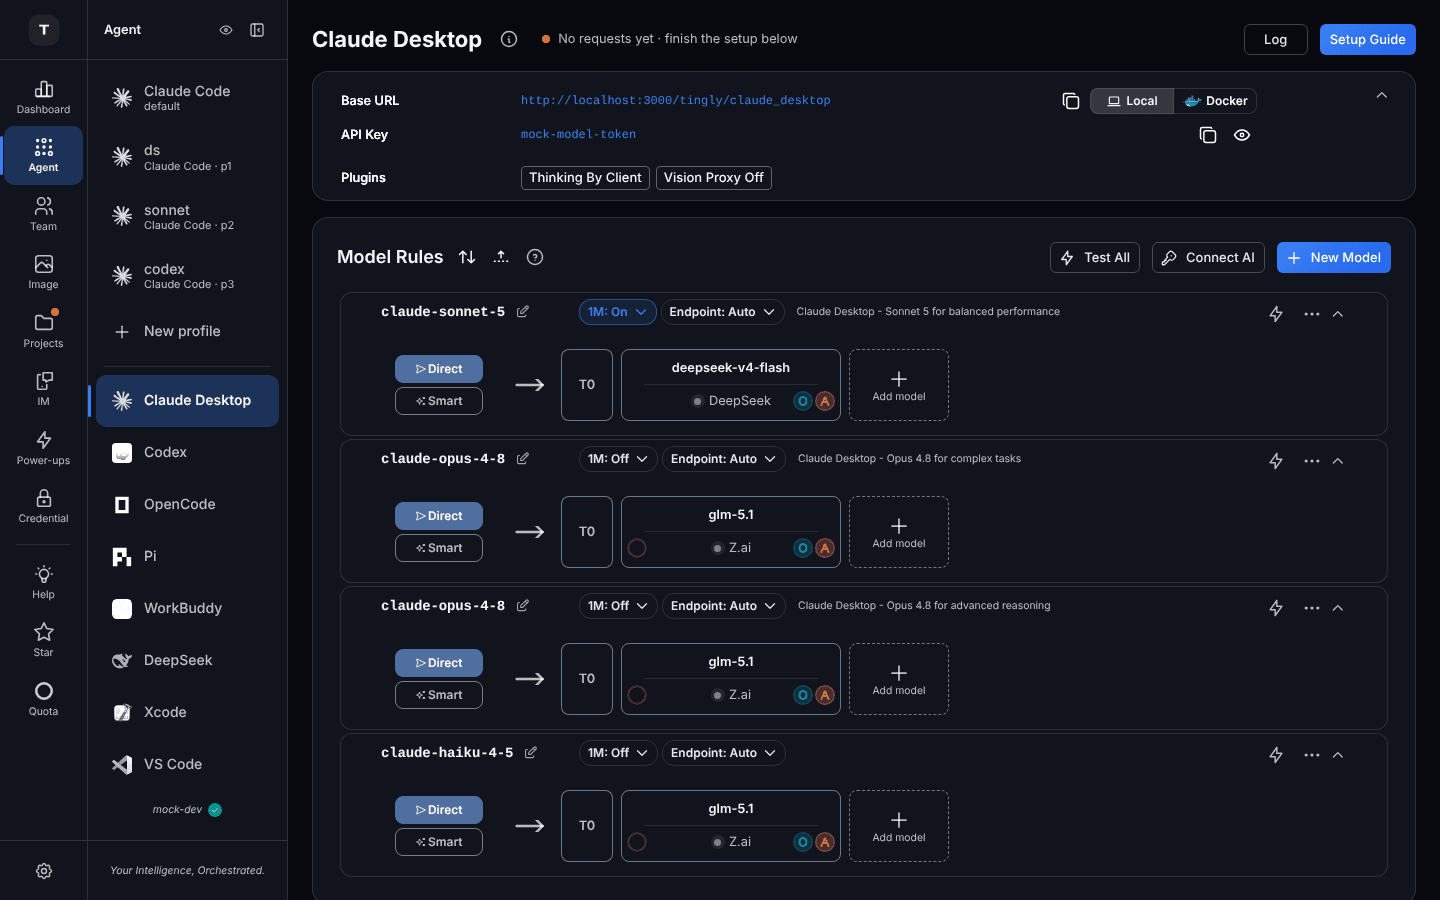 T
Dashboard
Agent
Team
Image
Projects
IM
Power-ups
Credential
Help
Star
Quota
Agent
Claude Code
default
ds
Claude Code · p1
sonnet
Claude Code · p2
codex
Claude Code · p3
New profile
Claude Desktop
Codex
OpenCode
Pi
WorkBuddy
DeepSeek
Xcode
VS Code
mock-dev
Your Intelligence, Orchestrated.
Claude Desktop
No requests yet · finish the setup below
Log
Setup Guide
Base URL
http://localhost:3000/tingly/claude_desktop
Local
Docker
API Key
mock-model-token
Plugins
Thinking By Client
Vision Proxy Off
Model Rules
Test All
Connect AI
New Model
claude-sonnet-5
1M: On
Endpoint: Auto
Claude Desktop - Sonnet 5 for balanced performance
Direct
Smart
T0
deepseek-v4-flash
DeepSeek
O
A
Add model
claude-opus-4-8
1M: Off
Endpoint: Auto
Claude Desktop - Opus 4.8 for complex tasks
Direct
Smart
T0
glm-5.1
Z.ai
O
A
Add model
claude-opus-4-8
1M: Off
Endpoint: Auto
Claude Desktop - Opus 4.8 for advanced reasoning
Direct
Smart
T0
glm-5.1
Z.ai
O
A
Add model
claude-haiku-4-5
1M: Off
Endpoint: Auto
Direct
Smart
T0
glm-5.1
Z.ai
O
A
Add model